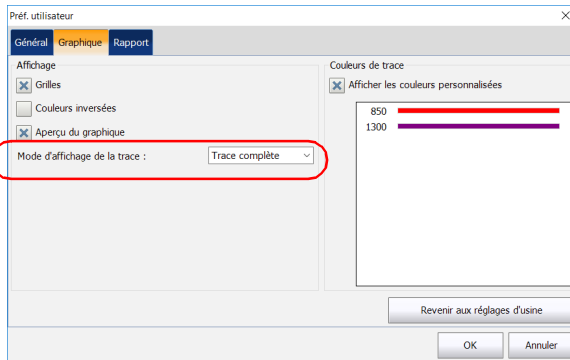 Préf. utilisateur
Général Graphique Rapport
Affichage
Grilles
Couleurs inversées
Aperçu du graphique
Mode d'affichage de la trace : Trace complète
Couleurs de trace
Afficher les couleurs personnalisées
850
1300
Revenir aux réglages d'usine
OK Annuler